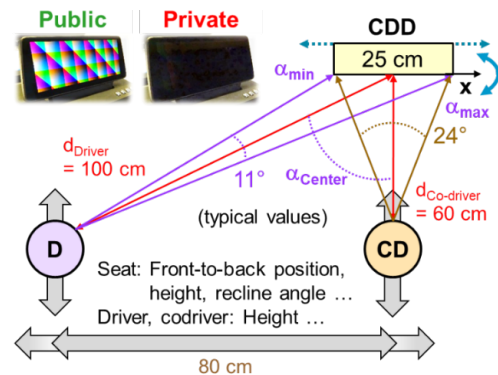 Public
Private
CDD
25 cm
x
αmin
αmax
24°
11°
αCenter
dDriver
= 100 cm
dCo-driver
= 60 cm
(typical values)
D
CD
Seat: Front-to-back position,
height, recline angle ...
Driver, codriver: Height ...
80 cm